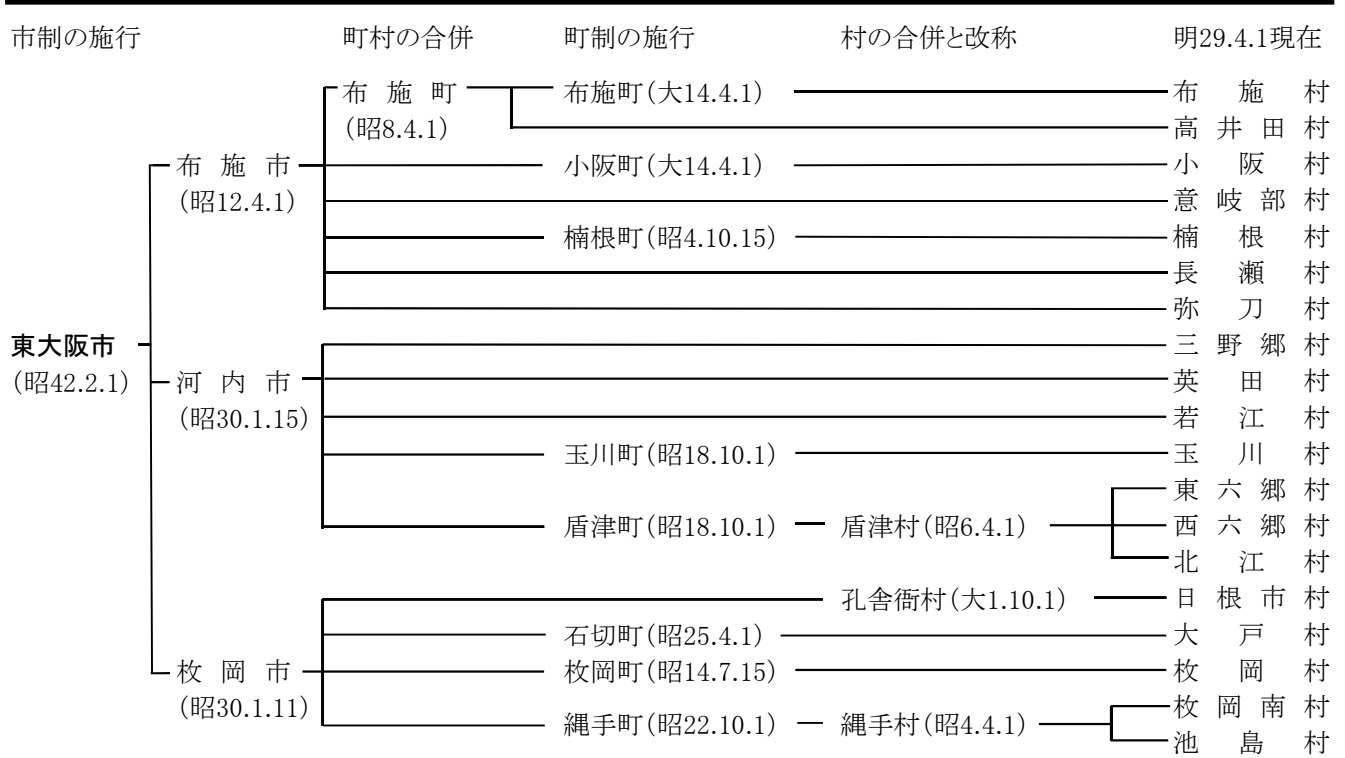 市制の施行 町村の合併 町制の施行 村の合併と改称 明29.4.1現在
布施町 布施町(大14.4.1) 布施村
(昭8.4.1) 高井田村
布施市 小阪町(大14.4.1) 小阪村
(昭12.4.1) 意岐部村
楠根町(昭4.10.15) 楠根村
長瀬村
弥刀村
東大阪市 三野郷村
(昭42.2.1) 河内市 英田村
(昭30.1.15) 若江村
玉川町(昭18.10.1) 玉川村
東六郷村
盾津町(昭18.10.1) 盾津村(昭6.4.1) 西六郷村
北江村
孔舎衙村(大1.10.1) 日根市村
石切町(昭25.4.1) 大戸村
枚岡市 枚岡町(昭14.7.15) 枚岡村
(昭30.1.11) 枚岡南村
縄手町(昭22.10.1) 縄手村(昭4.4.1)
池島村